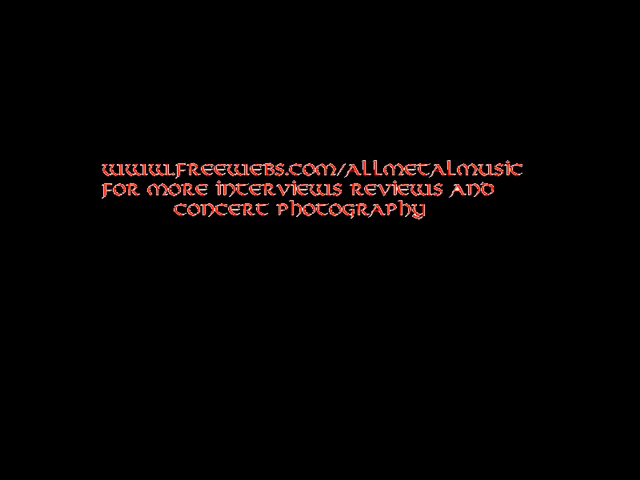 www.freewebs.com/allmetalmusic
for more interviews reviews and
concert photography